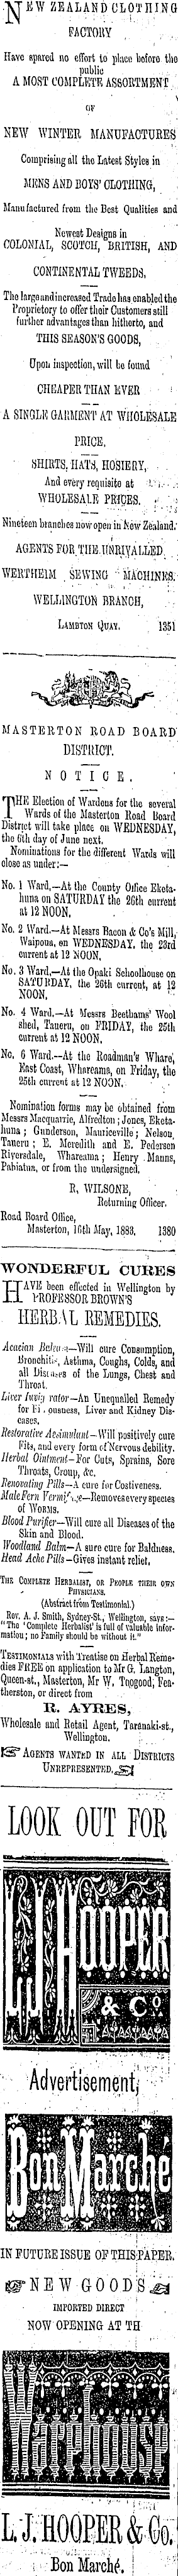 NEW ZEALAND CLOTHING
FACTORY
Have spared no effort to place before the
public
A MOST COMPLETE ASSORTMENT
OF
NEW WINTER MANUFACTURES
Comprising all the Latest Styles in
MENS AND BOYS' CLOTHING,
Manufactured from the Best Qualities and
Newest Designs in
COLONIAL, SCOTCH, BRITISH, AND
CONTINENTAL TWEEDS.
The large and increased Trade has enabled the
Proprietory to offer their Customers still
further advantages than hitherto, and
THIS SEASON'S GOODS,
Upon inspection, will be found
CHEAPER THAN EVER
A SINGLE GARMENT AT WHOLESALE
PRICE.
SHIRTS, HATS, HOSIERY,
And every requisite at
WHOLESALE PRICES.
Nineteen branches now open in New Zealand.
AGENTS FOR THE UNRIVALLED
WERTHEIM SEWING MACHINES.
WELLINGTON BRANCH,
LAMBTON QUAY. 1351
MASTERTON ROAD BOARD
DISTRICT.
NOTICE.
THE Election of Wardens for the several
Wards of the Masterton Road Board
District will take place on WEDNESDAY,
the 6th day of June next.
Nominations for the different Wards will
close as under:—
No. 1 Ward.—At the County Office Eketa-
huna on SATURDAY the 26th current
at 12 NOON.
No. 2 Ward.—At Messrs Bacon & Co's Mill,
Waipoua, on WEDNESDAY, the 23rd
current at 12 NOON,
No. 3 Ward.—At the Opaki Schoolhouse on
SATURDAY, the 26th current, at 12
NOON.
No. 4 Ward.—At Messrs Beethams' Wool
shed, Taueru, on FRIDAY, the 25th
current at 12 NOON.
No. 6 Ward.—At the Roadman's Whare,
East Coast, Whareama, on Friday, the
25th current at 12 NOON.
Nomination forms may be obtained from
Messrs Macquarrie, Alfredton; Jones, Eketa-
huna; Gunderson, Mauriceville; Nelson,
Taueru; E. Meredith and E. Pedersen
Riversdale, Whareama; Henry Manns,
Pahiatua, or from the undersigned.
R. WILSONE,
Returning Officer.
Road Board Office,
Masterton, 16th May, 1883. 1380
WONDERFUL CURES
HAVE been effected in Wellington by
PROFESSOR BROWN'S
HERBAL REMEDIES.
Acacian Balsam—Will cure Consumption,
Bronchitis, Asthma, Coughs, Colds, and
all Diseases of the Lungs, Chest and
Throat.
Liver Invigorator—An Unequalled Remedy
for Biliousness, Liver and Kidney Dis-
eases.
Restorative Assimilant—Will positively cure
Fits, and every form of Nervous debility.
Herbal Ointment—For Cuts, Sprains, Sore
Throats, Croup, &c.
Renovating Pills—A cure for Costiveness.
Male Fern Vermifuge—Removes every species
of Worms.
Blood Purifier—Will cure all Diseases of the
Skin and Blood.
Woodland Balm—A sure cure for Baldness.
Head Ache Pills—Gives instant relief.
THE COMPLETE HERBALIST, OR PEOPLE THEIR OWN
PHYSICIANS.
(Abstract from Testimonial.)
Rev. A. J. Smith, Sydney-St., Wellington, says:—
"The 'Complete Herbalist' is full of valuable infor-
mation; no Family should be without it."
TESTIMONIALS with Treatise on Herbal Reme-
dies FREE on application to Mr G. Langton,
Queen-st., Masterton, Mr W. Toogood, Fea-
therston, or direct from
R. AYRES,
Wholesale and Retail Agent, Taranaki-st.,
Wellington.
AGENTS WANTED IN ALL DISTRICTS
UNREPRESENTED.
LOOK OUT FOR
L.J. HOOPER
& Co.
Advertisement,
Bon Marché
IN FUTURE ISSUE OF THIS PAPER.
NEW GOODS
IMPORTED DIRECT
NOW OPENING AT TH
Wai
Warehouse
L. J. HOOPER & Co.
Bon Marché.